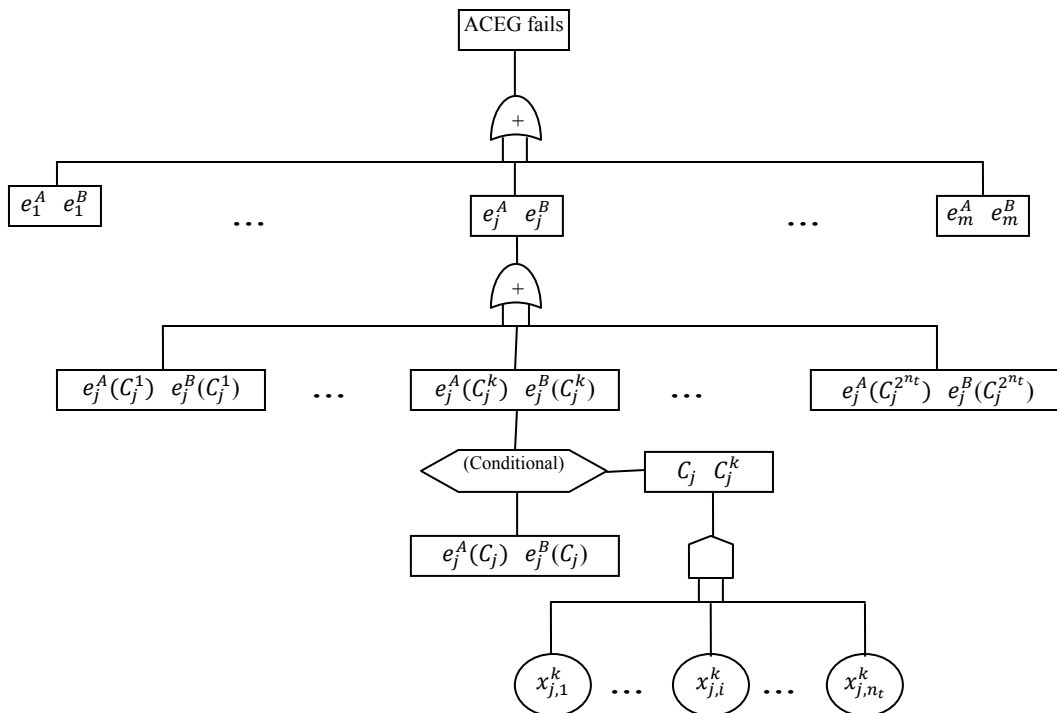 ACEG fails
+
$e_1^A$ $e_1^B$ ... $e_j^A$ $e_j^B$ ... $e_m^A$ $e_m^B$
+
$e_j^A(C_j^1)$ $e_j^B(C_j^1)$ ... $e_j^A(C_j^k)$ $e_j^B(C_j^k)$ ... $e_j^A(C_j^{2^{n_t}})$ $e_j^B(C_j^{2^{n_t}})$
(Conditional) $C_j$ $C_j^k$
$e_j^A(C_j)$ $e_j^B(C_j)$
$x_{j,1}^k$ ... $x_{j,i}^k$ ... $x_{j,n_t}^k$